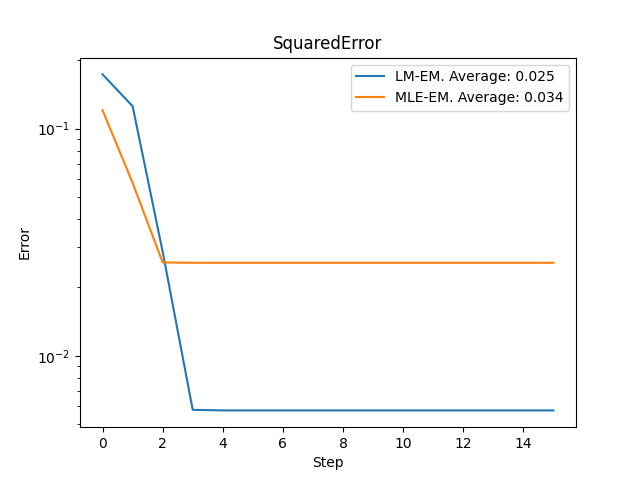 SquaredError
LM-EM. Average: 0.025
MLE-EM. Average: 0.034
Error
10⁻¹
10⁻²
0 2 4 6 8 10 12 14
Step